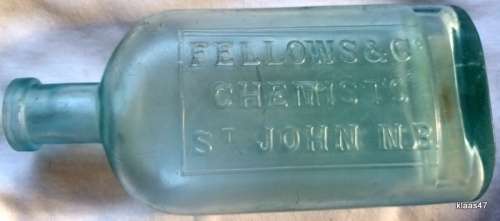 FELLOWS & Co
CHEMISTS
ST. JOHN N.B
klaas47